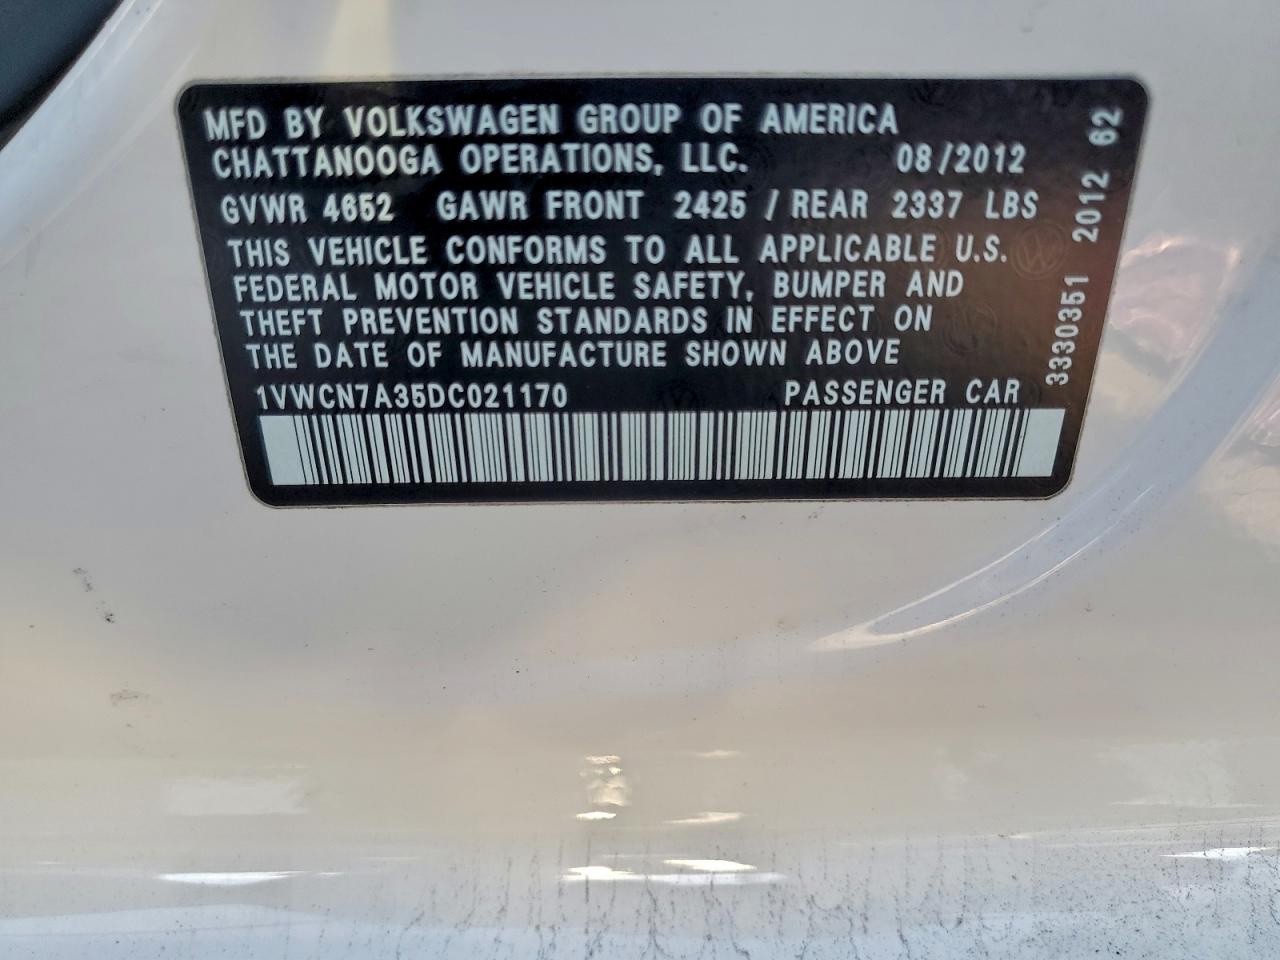 MFD BY VOLKSWAGEN GROUP OF AMERICA
CHATTANOOGA OPERATIONS, LLC. 08/2012
GVWR 4652 GAWR FRONT 2425 / REAR 2337 LBS
THIS VEHICLE CONFORMS TO ALL APPLICABLE U.S.
FEDERAL MOTOR VEHICLE SAFETY, BUMPER AND
THEFT PREVENTION STANDARDS IN EFFECT ON
THE DATE OF MANUFACTURE SHOWN ABOVE
1VWCN7A35DC021170 PASSENGER CAR
3330351 2012 62